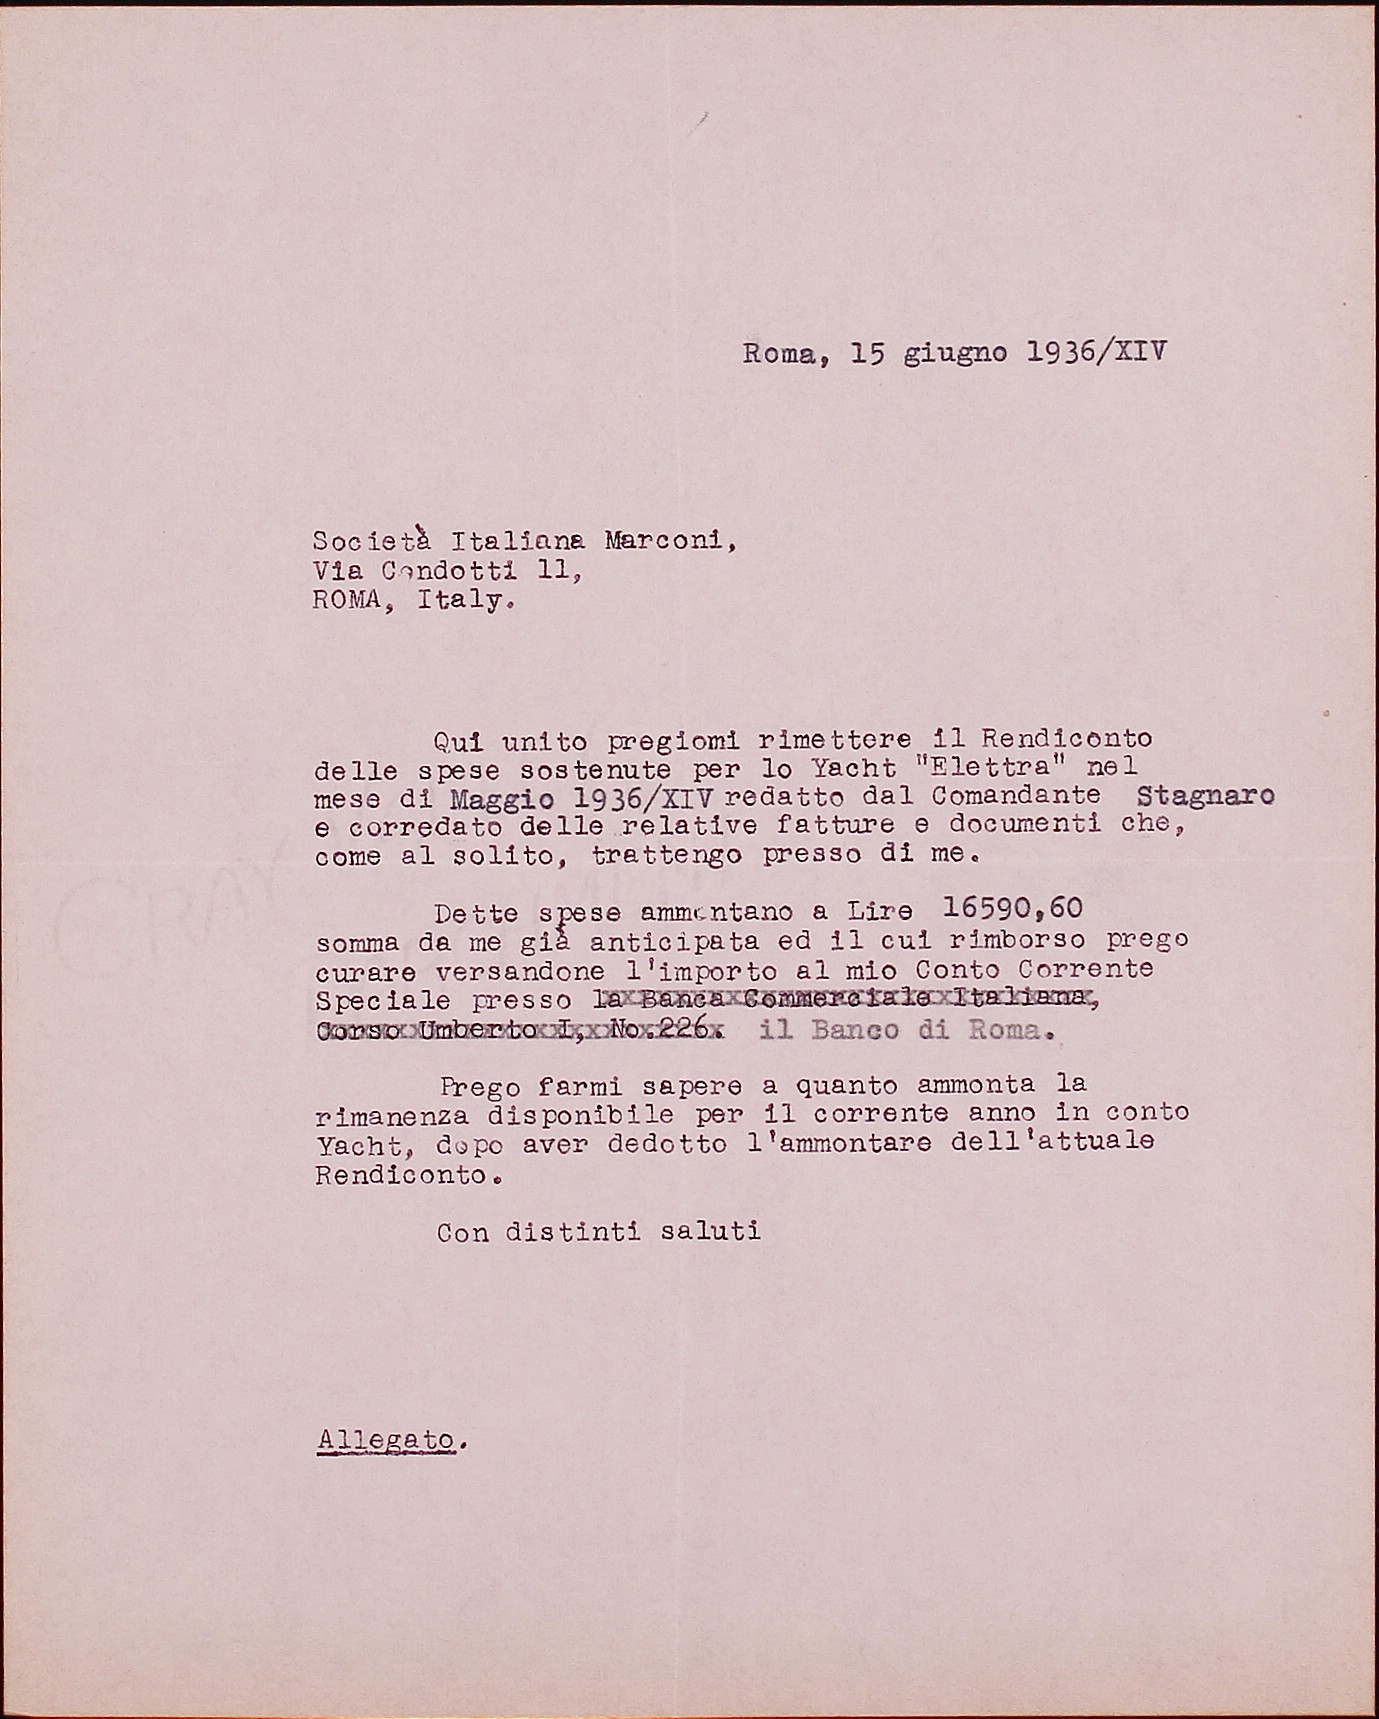 Roma, 15 giugno 1936/XIV
Società Italiana Marconi,
Via Condotti 11,
ROMA, Italy.
Qui unito pregiomi rimettere il Rendiconto
delle spese sostenute per lo Yacht "Elettra" nel
mese di Maggio 1936/XIV redatto dal Comandante Stagnaro
e corredato delle relative fatture e documenti che,
come al solito, trattengo presso di me.
Dette spese ammontano a Lire 16590,60
somma da me già anticipata ed il cui rimborso prego
curare versandone l'importo al mio Conto Corrente
Speciale presso la Banca Commerciale Italiana,
Corso Umberto I, No.226. il Banco di Roma.
Prego farmi sapere a quanto ammonta la
rimanenza disponibile per il corrente anno in conto
Yacht, dopo aver dedotto l'ammontare dell'attuale
Rendiconto.
Con distinti saluti
Allegato.